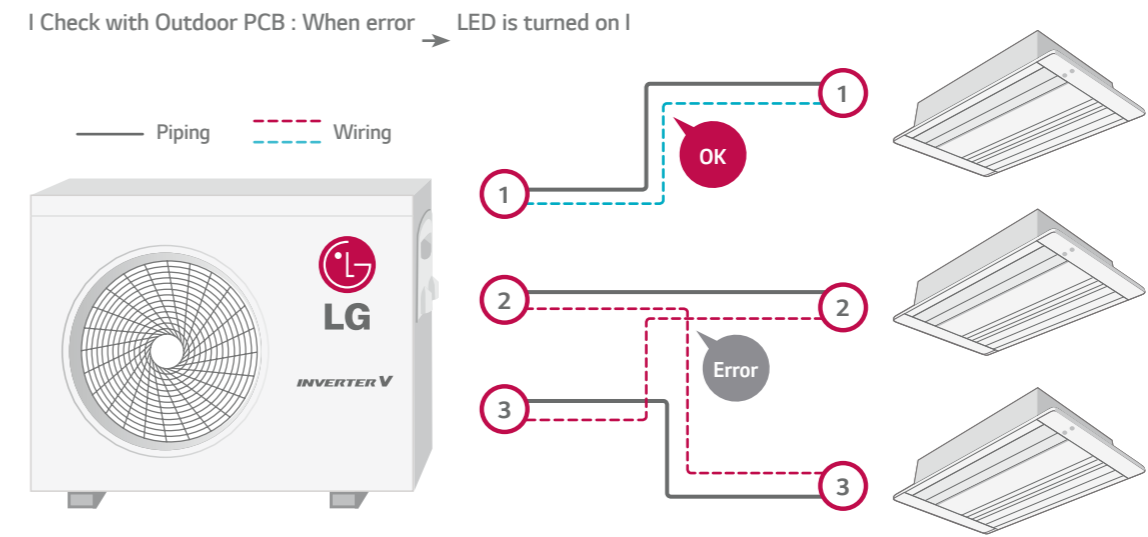 I Check with Outdoor PCB : When error → LED is turned on I
Piping
Wiring
LG
INVERTER V
1
2
3
OK
Error
1
2
3